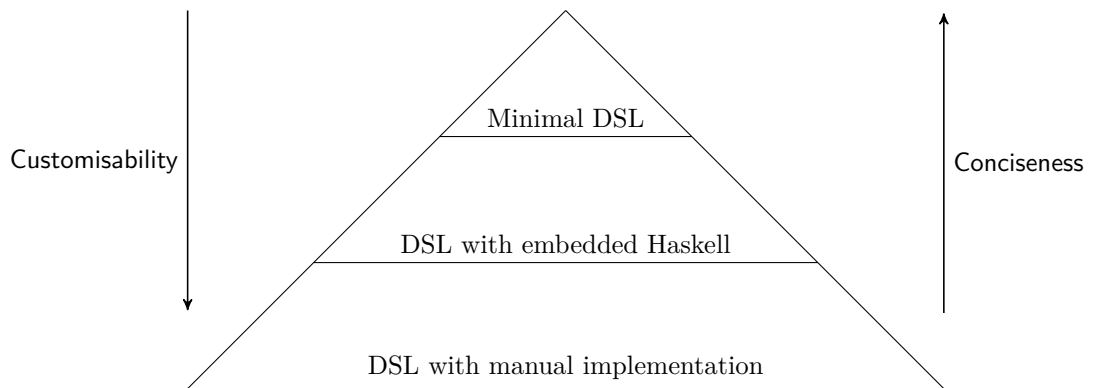 Minimal DSL
Customisability
Conciseness
DSL with embedded Haskell
DSL with manual implementation